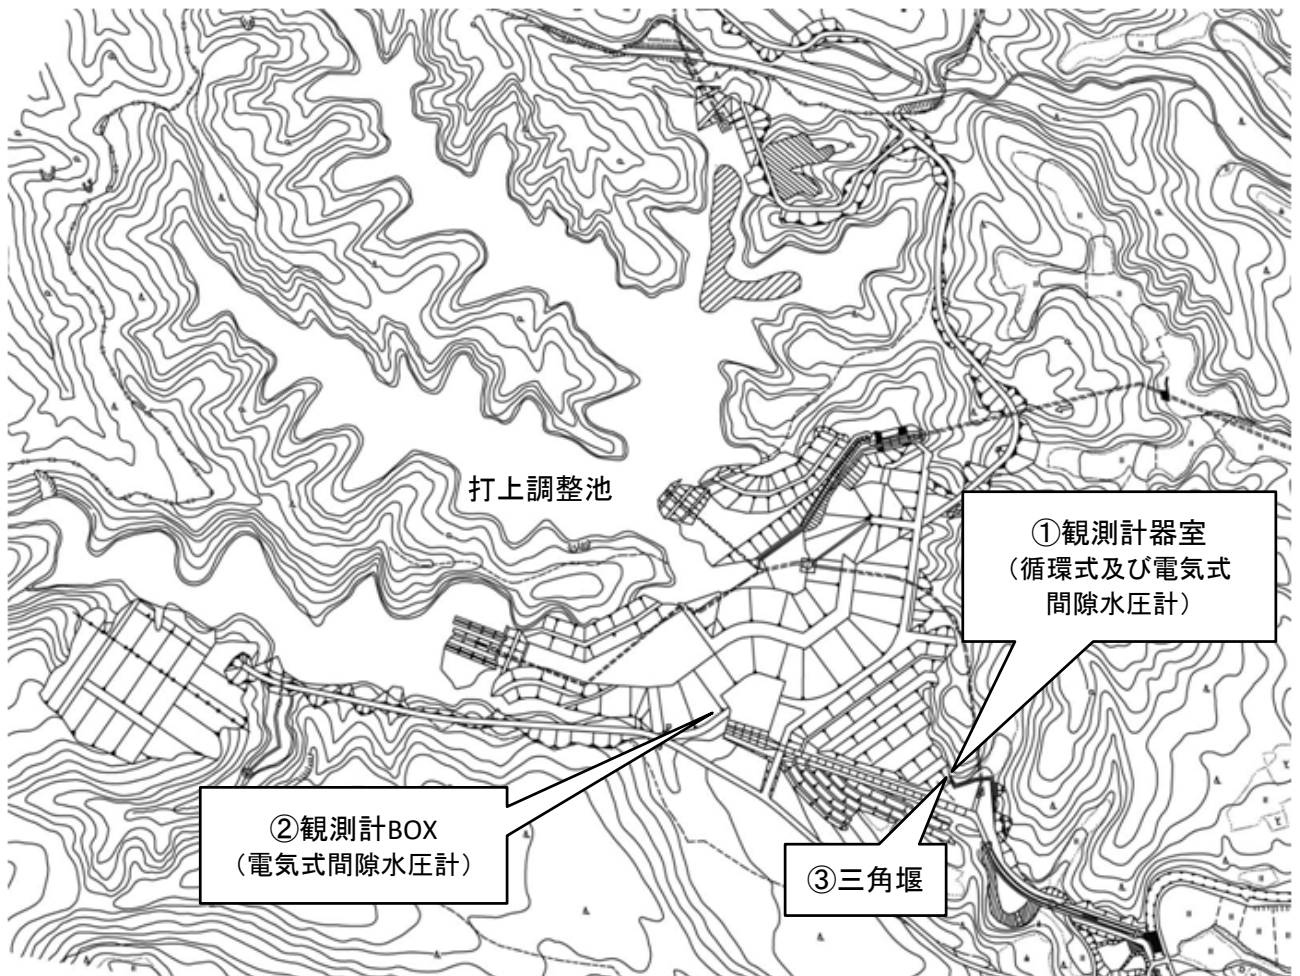 打上調整池
①観測計器室
（循環式及び電気式
間隙水圧計）
②観測計BOX
（電気式間隙水圧計）
③三角堰